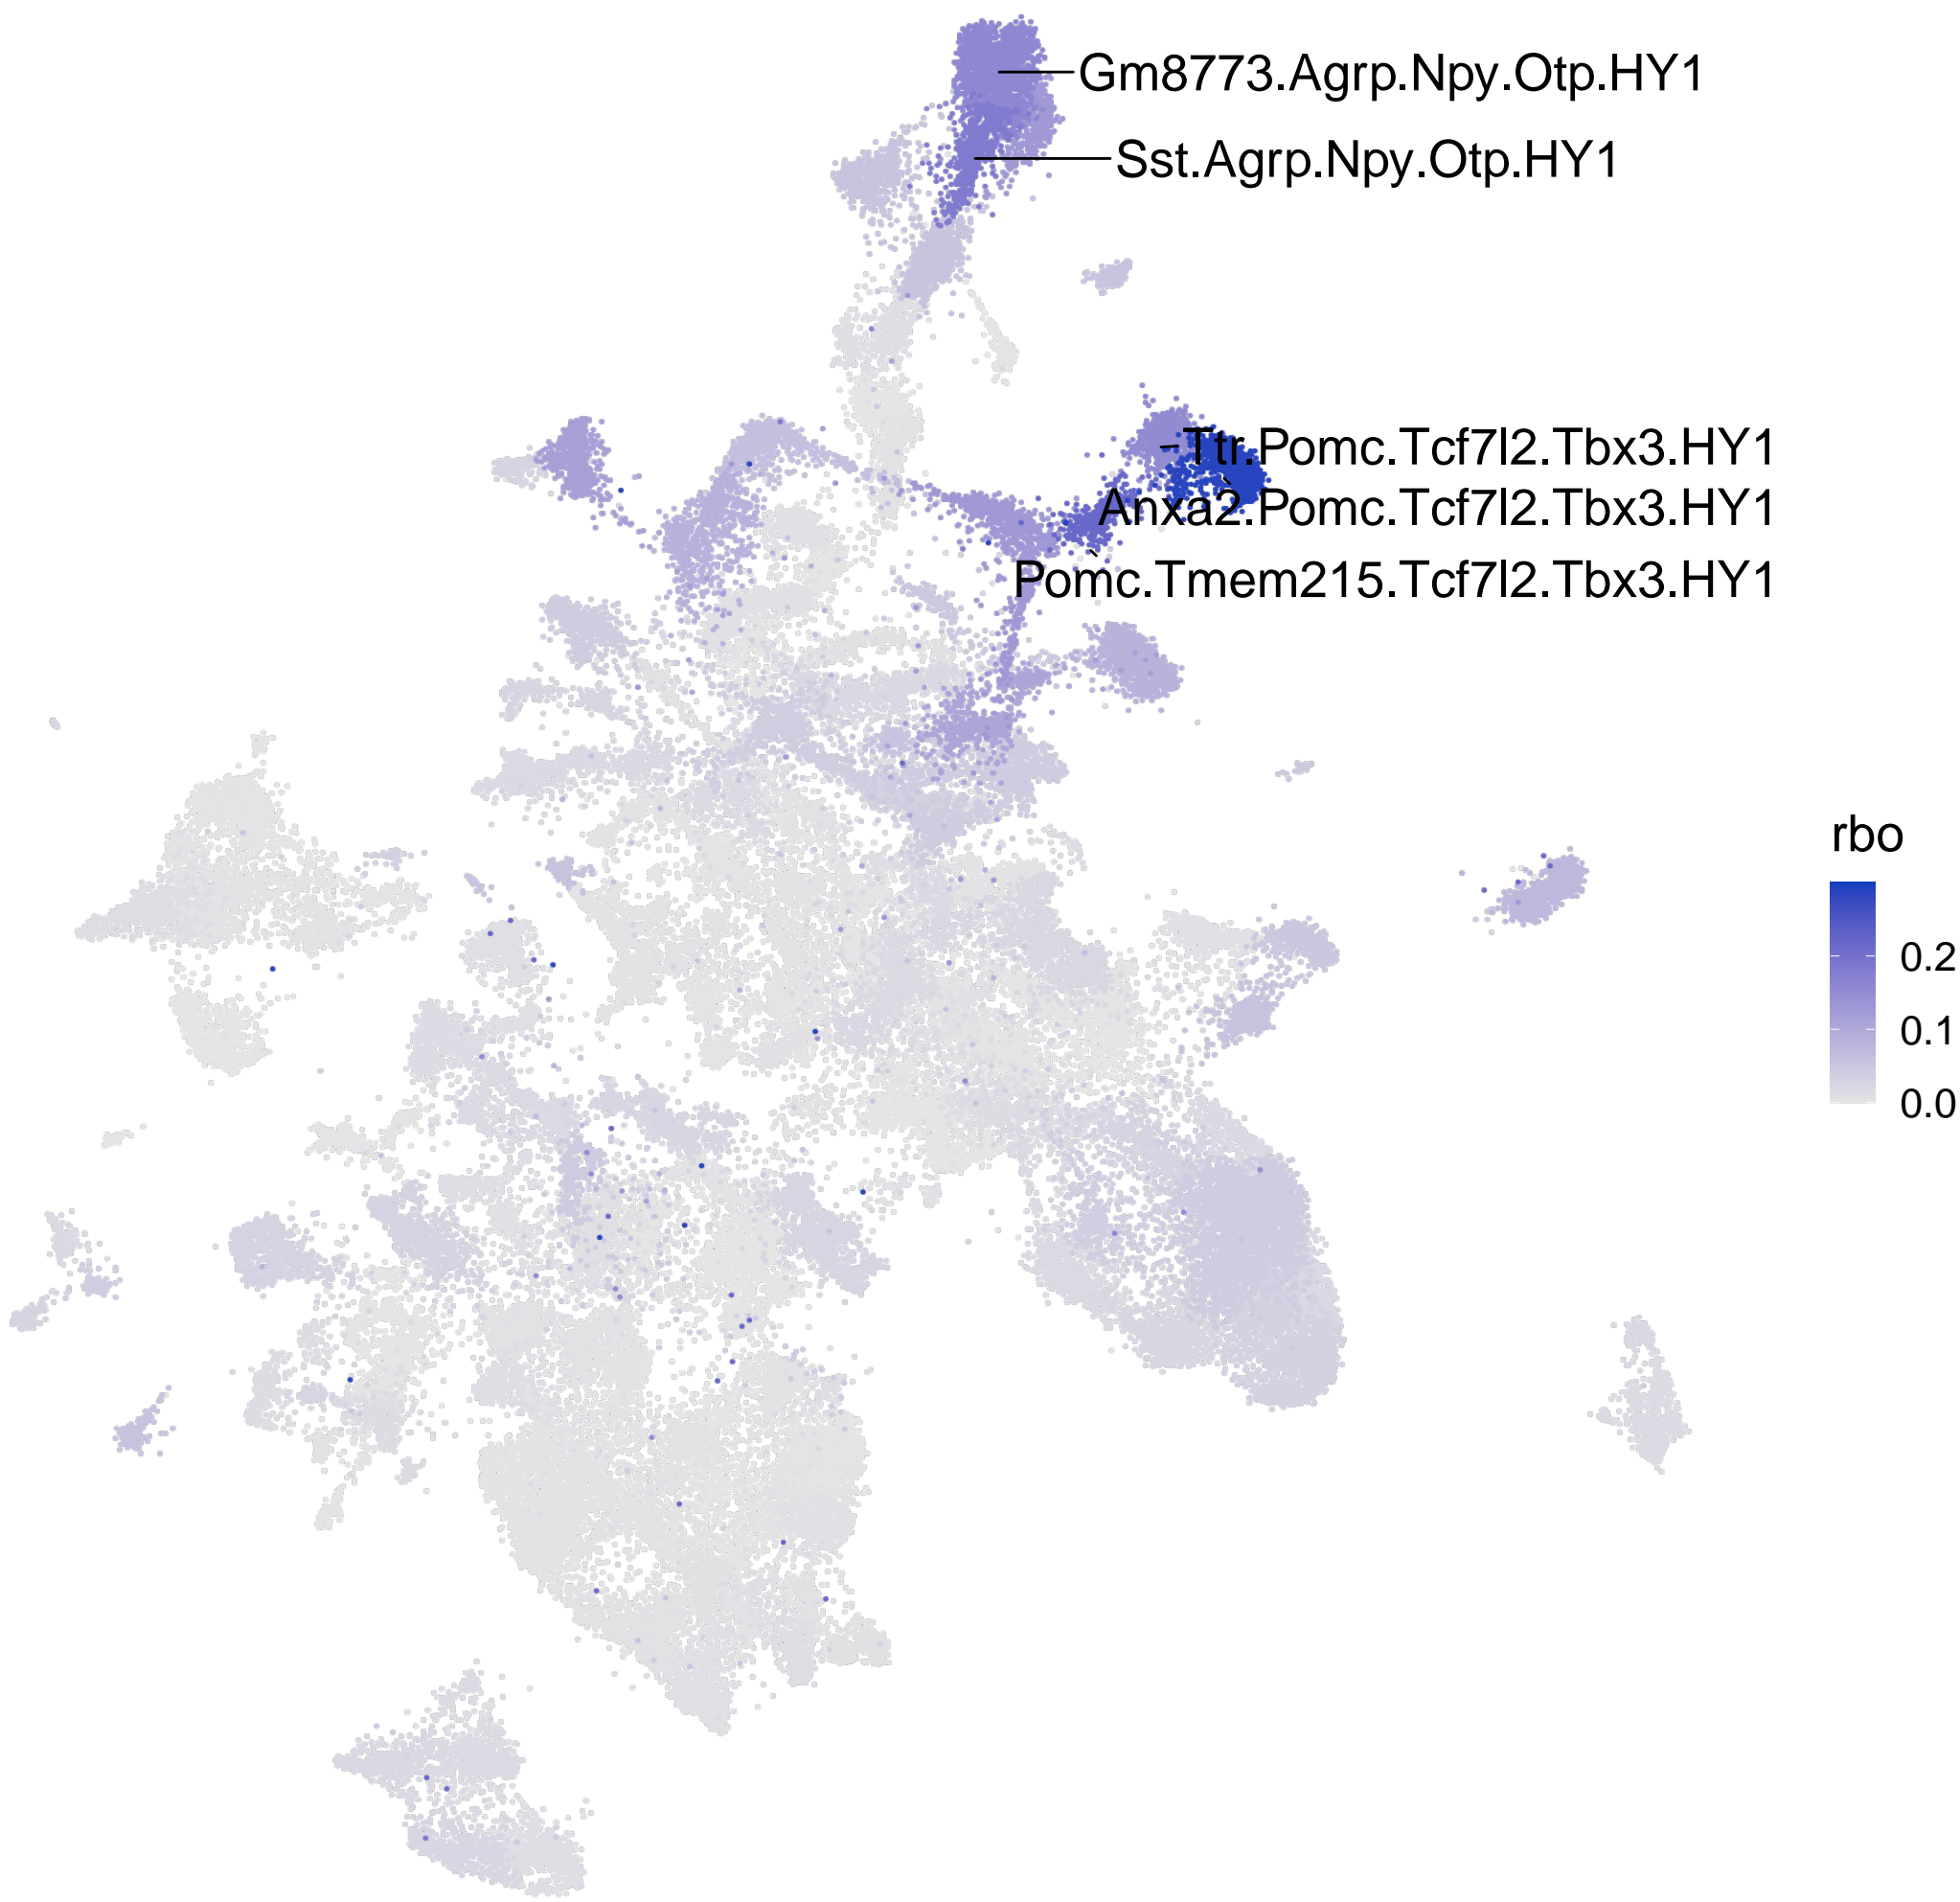 Gm8773.Agrp.Npy.Otp.HY1
Sst.Agrp.Npy.Otp.HY1
Ttr.Pomc.Tcf7l2.Tbx3.HY1
Anxa2.Pomc.Tcf7l2.Tbx3.HY1
Pomc.Tmem215.Tcf7l2.Tbx3.HY1
rbo
0.2
0.1
0.0